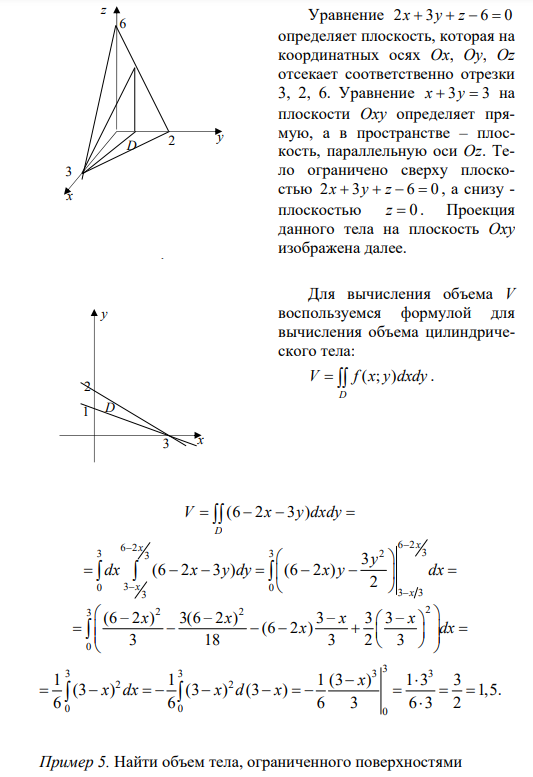 z
6
D
2
y
3
x
Уравнение 2x + 3y + z − 6 = 0
определяет плоскость, которая на
координатных осях Ox, Oy, Oz
отсекает соответственно отрезки
3, 2, 6. Уравнение x + 3y = 3 на
плоскости Oxy определяет пря-
мую, а в пространстве – плос-
кость, параллельную оси Oz. Те-
ло ограничено сверху плоско-
стью 2x + 3y + z − 6 = 0, а снизу -
плоскостью z = 0. Проекция
данного тела на плоскость Oxy
изображена далее.
y
2
1
D
3
x
Для вычисления объема V
воспользуемся формулой для
вычисления объема цилиндриче-
ского тела:
V = ∬_D f(x; y)dxdy.
V = ∬_D (6 − 2x − 3y)dxdy =
= ∫_0^3 dx ∫_{3−x/3}^{6−2x/3} (6 − 2x − 3y)dy = ∫_0^3 ((6 − 2x)y − 3y²/2)|_{3−x/3}^{6−2x/3} dx =
= ∫_0^3 ((6 − 2x)²/3 − 3(6 − 2x)²/18 − (6 − 2x) (3 − x)/3 + 3/2 ((3 − x)/3)²) dx =
= 1/6 ∫_0^3 (3 − x)² dx = − 1/6 ∫_0^3 (3 − x)² d(3 − x) = − 1/6 (3 − x)³/3 |_0^3 = 1·3³/6·3 = 3/2 = 1,5.
Пример 5. Найти объем тела, ограниченного поверхностями